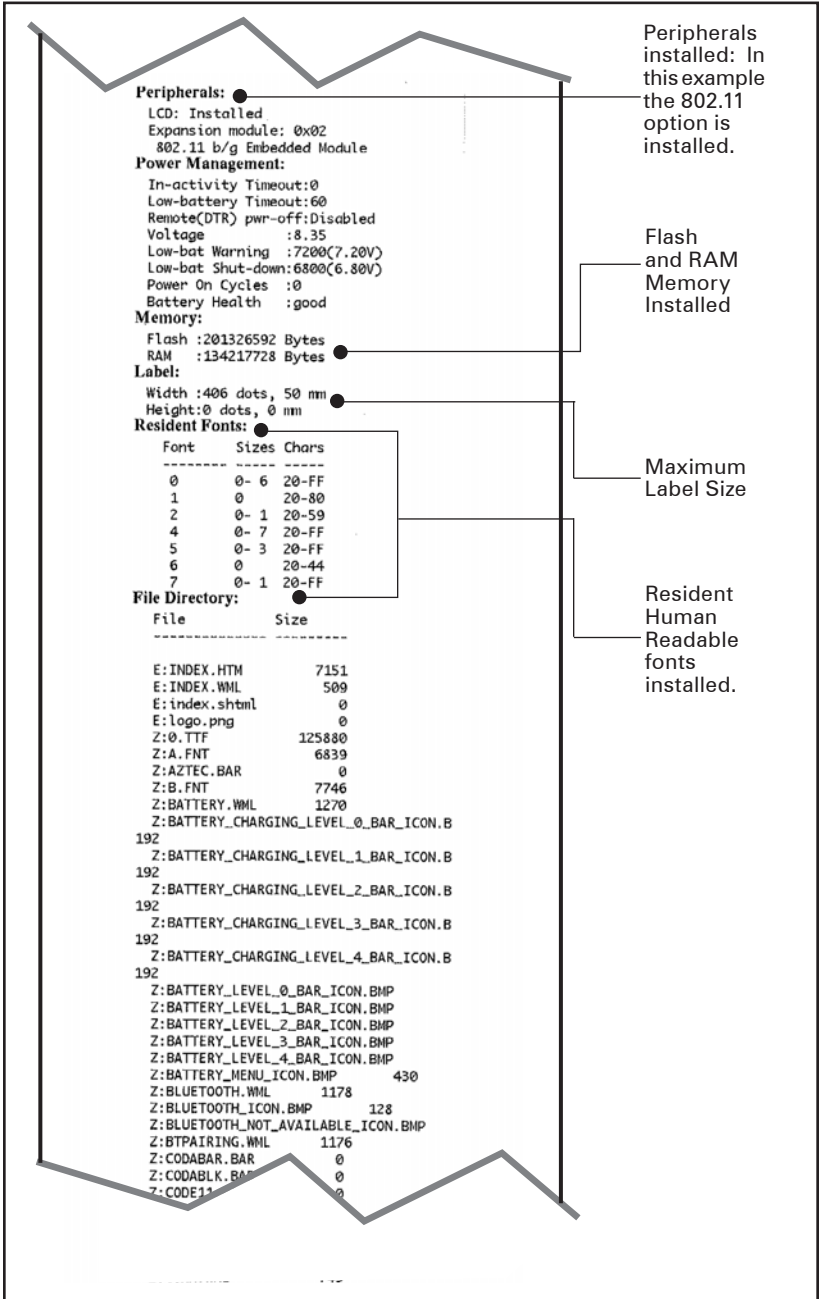 Peripherals:
LCD: Installed
Expansion module: 0x02
802.11 b/g Embedded Module
Power Management:
In-activity Timeout:0
Low-battery Timeout:60
Remote(DTR) pwr-off:Disabled
Voltage :8.35
Low-bat Warning :7200(7.20V)
Low-bat Shut-down:6800(6.80V)
Power On Cycles :0
Battery Health :good
Memory:
Flash :201326592 Bytes
RAM :134217728 Bytes
Label:
Width :406 dots, 50 mm
Height:0 dots, 0 mm
Resident Fonts:
Font Sizes Chars
-------- ----- -----
0 0- 6 20-FF
1 0 20-80
2 0- 1 20-59
4 0- 7 20-FF
5 0- 3 20-FF
6 0 20-44
7 0- 1 20-FF
File Directory:
File Size
-------------- ---------
E:INDEX.HTM 7151
E:INDEX.WML 509
E:index.shtml 0
E:logo.png 0
Z:0.TTF 125880
Z:A.FNT 6839
Z:AZTEC.BAR 0
Z:B.FNT 7746
Z:BATTERY.WML 1270
Z:BATTERY_CHARGING_LEVEL_0_BAR_ICON.B
192
Z:BATTERY_CHARGING_LEVEL_1_BAR_ICON.B
192
Z:BATTERY_CHARGING_LEVEL_2_BAR_ICON.B
192
Z:BATTERY_CHARGING_LEVEL_3_BAR_ICON.B
192
Z:BATTERY_CHARGING_LEVEL_4_BAR_ICON.B
192
Z:BATTERY_LEVEL_0_BAR_ICON.BMP
Z:BATTERY_LEVEL_1_BAR_ICON.BMP
Z:BATTERY_LEVEL_2_BAR_ICON.BMP
Z:BATTERY_LEVEL_3_BAR_ICON.BMP
Z:BATTERY_LEVEL_4_BAR_ICON.BMP
Z:BATTERY_MENU_ICON.BMP 430
Z:BLUETOOTH.WML 1178
Z:BLUETOOTH_ICON.BMP 128
Z:BLUETOOTH_NOT_AVAILABLE_ICON.BMP
Z:BTPAIRING.WML 1176
Z:CODABAR.BAR 0
Z:CODABLK.BA 0
Z:CODE11 0
Peripherals
installed: In
this example
the 802.11
option is
installed.
Flash
and RAM
Memory
Installed
Maximum
Label Size
Resident
Human
Readable
fonts
installed.